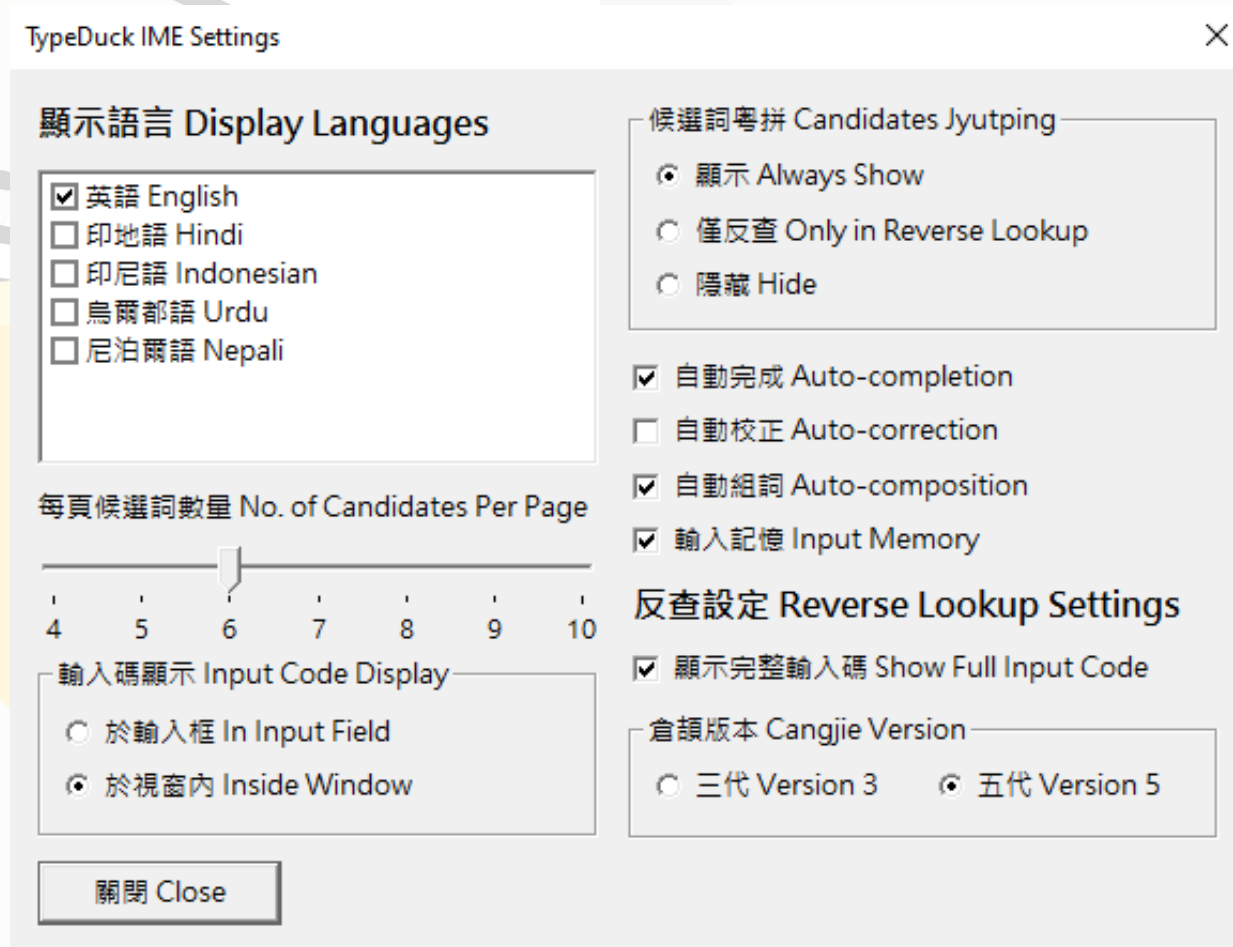 TypeDuck IME Settings
顯示語言 Display Languages
英語 English
印地語 Hindi
印尼語 Indonesian
烏爾都語 Urdu
尼泊爾語 Nepali
每頁候選詞數量 No. of Candidates Per Page
4 5 6 7 8 9 10
輸入碼顯示 Input Code Display
於輸入框 In Input Field
於視窗內 Inside Window
關閉 Close
候選詞粵拼 Candidates Jyutping
顯示 Always Show
僅反查 Only in Reverse Lookup
隱藏 Hide
自動完成 Auto-completion
自動校正 Auto-correction
自動組詞 Auto-composition
輸入記憶 Input Memory
反查設定 Reverse Lookup Settings
顯示完整輸入碼 Show Full Input Code
倉頡版本 Cangjie Version
三代 Version 3
五代 Version 5